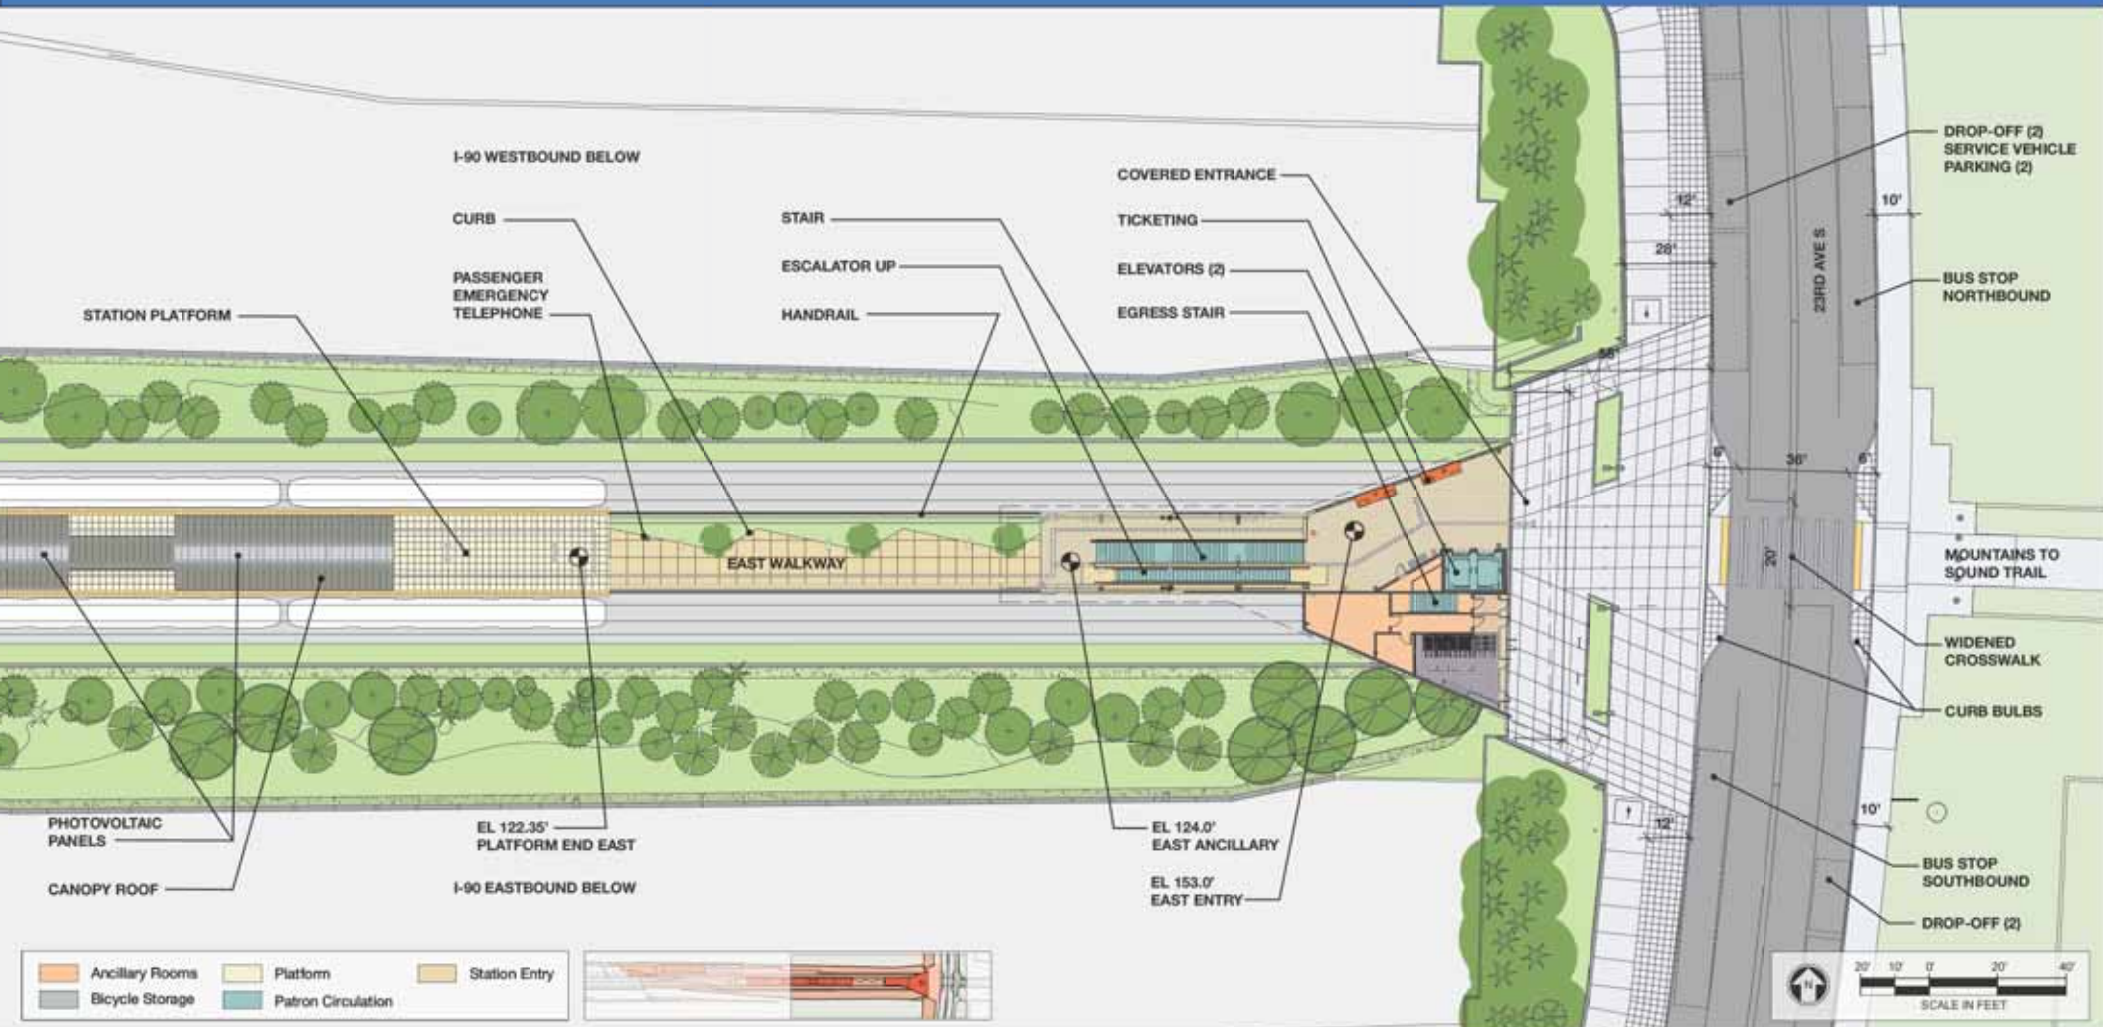 I-90 WESTBOUND BELOW
CURB
PASSENGER
EMERGENCY
TELEPHONE
STATION PLATFORM
STAIR
ESCALATOR UP
HANDRAIL
COVERED ENTRANCE
TICKETING
ELEVATORS (2)
EGRESS STAIR
12'
28'
10'
23RD AVE S
DROP-OFF (2)
SERVICE VEHICLE
PARKING (2)
BUS STOP
NORTHBOUND
6'
36'
6'
20'
EAST WALKWAY
MOUNTAINS TO
SOUND TRAIL
WIDENED
CROSSWALK
CURB BULBS
10'
12'
BUS STOP
SOUTHBOUND
DROP-OFF (2)
PHOTOVOLTAIC
PANELS
CANOPY ROOF
EL 122.35'
PLATFORM END EAST
I-90 EASTBOUND BELOW
EL 124.0'
EAST ANCILLARY
EL 153.0'
EAST ENTRY
Ancillary Rooms
Platform
Station Entry
Bicycle Storage
Patron Circulation
N
20' 10' 0' 20' 40'
SCALE IN FEET